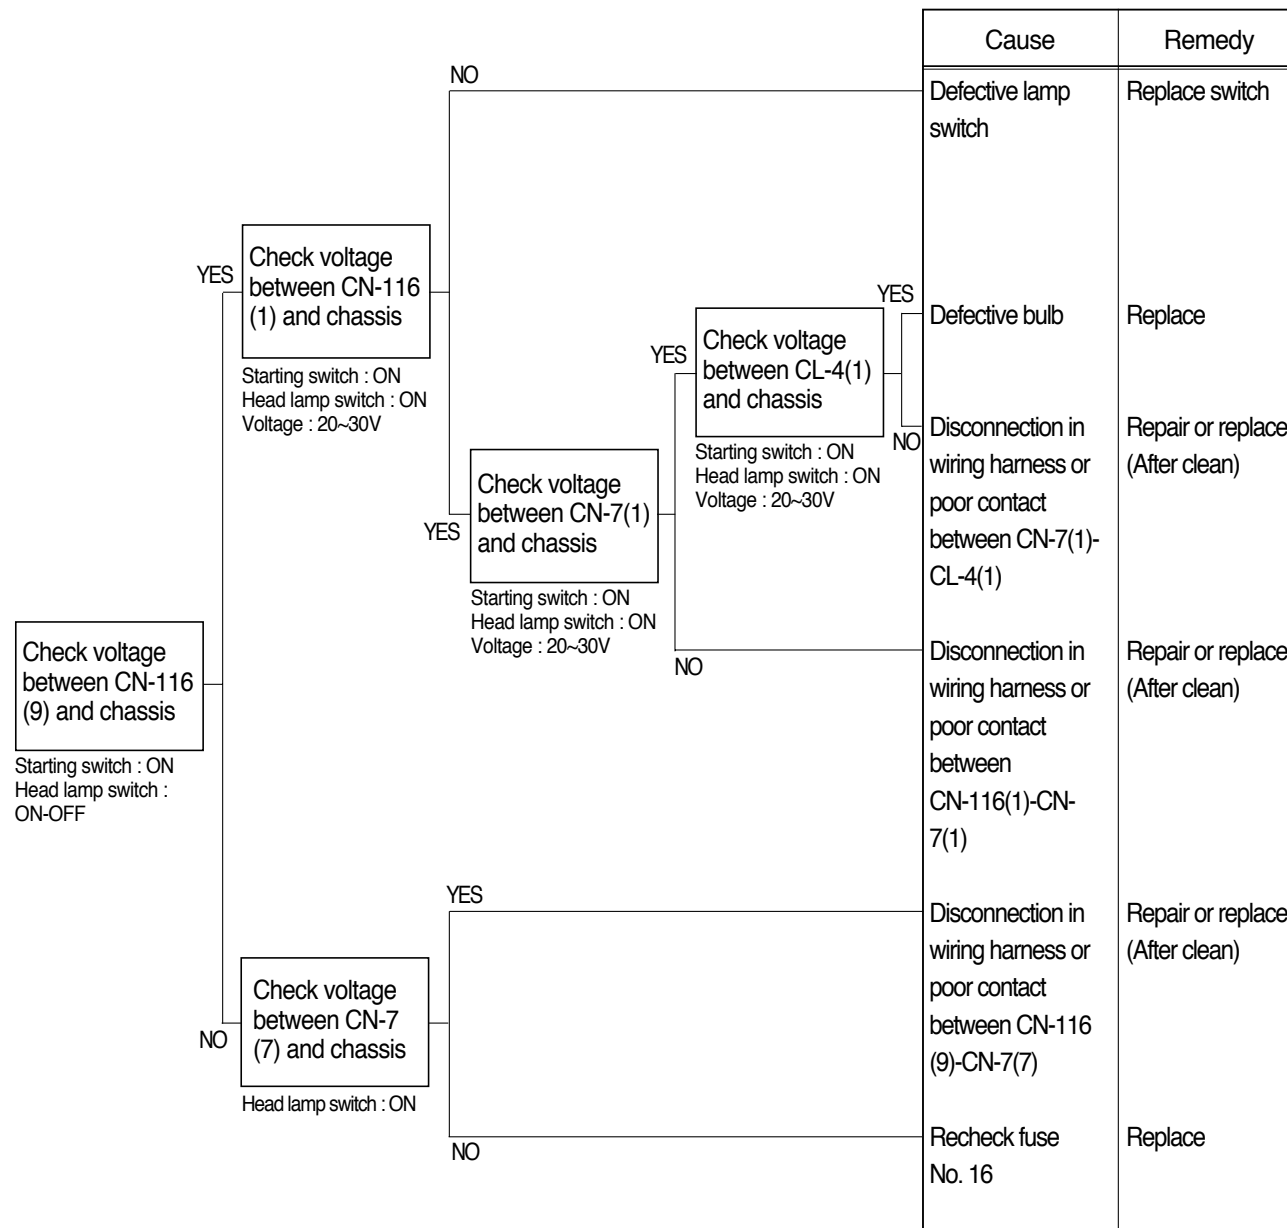 Cause
Remedy
NO
Defective lamp
switch
Replace switch
YES
Check voltage
between CN-116
(1) and chassis
Starting switch : ON
Head lamp switch : ON
Voltage : 20~30V
YES
Defective bulb
Replace
YES
Check voltage
between CL-4(1)
and chassis
Starting switch : ON
Head lamp switch : ON
Voltage : 20~30V
NO
Disconnection in
wiring harness or
poor contact
between CN-7(1)-
CL-4(1)
Repair or replace
(After clean)
YES
Check voltage
between CN-7(1)
and chassis
Starting switch : ON
Head lamp switch : ON
Voltage : 20~30V
NO
Disconnection in
wiring harness or
poor contact
between
CN-116(1)-CN-
7(1)
Repair or replace
(After clean)
Check voltage
between CN-116
(9) and chassis
Starting switch : ON
Head lamp switch :
ON-OFF
YES
Disconnection in
wiring harness or
poor contact
between CN-116
(9)-CN-7(7)
Repair or replace
(After clean)
NO
Check voltage
between CN-7
(7) and chassis
Head lamp switch : ON
NO
Recheck fuse
No. 16
Replace